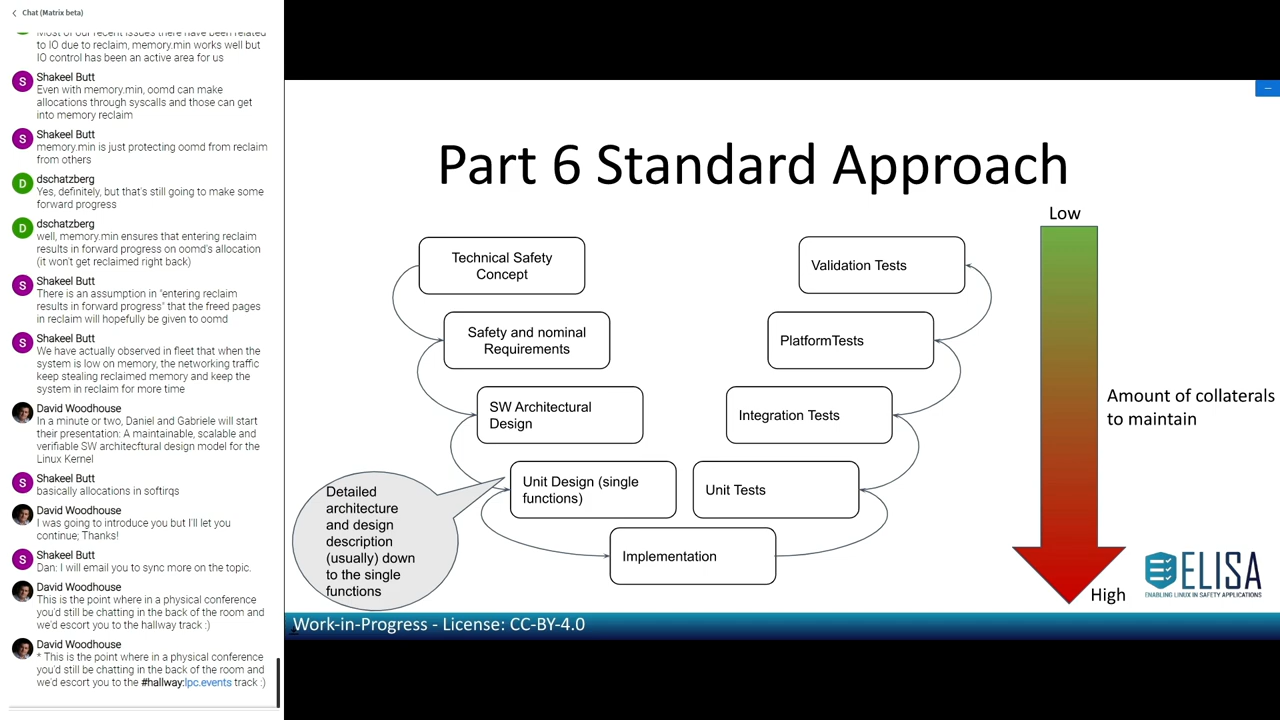 Chat (Matrix beta)
Most of our recent issues there have been related
to IO due to reclaim, memory.min works well but
IO control has been an active area for us
S
Shakeel Butt
Even with memory.min, oomd can make
allocations through syscalls and those can get
into memory reclaim
S
Shakeel Butt
memory.min is just protecting oomd from reclaim
from others
D
dschatzberg
Yes, definitely, but that's still going to make some
forward progress
D
dschatzberg
well, memory.min ensures that entering reclaim
results in forward progress on oomd's allocation
(it won't get reclaimed right back)
S
Shakeel Butt
There is an assumption in "entering reclaim
results in forward progress" that the freed pages
in reclaim will hopefully be given to oomd
S
Shakeel Butt
We have actually observed in fleet that when the
system is low on memory, the networking traffic
keep stealing reclaimed memory and keep the
system in reclaim for more time
David Woodhouse
In a minute or two, Daniel and Gabriele will start
their presentation: A maintainable, scalable and
verifiable SW architecftural design model for the
Linux Kernel
S
Shakeel Butt
basically allocations in softirqs
David Woodhouse
I was going to introduce you but I'll let you
continue; Thanks!
S
Shakeel Butt
Dan: I will email you to sync more on the topic.
David Woodhouse
This is the point where in a physical conference
you'd still be chatting in the back of the room and
we'd escort you to the hallway track :)
David Woodhouse
* This is the point where in a physical conference
you'd still be chatting in the back of the room and
we'd escort you to the #hallway:lpc.events track :)
Part 6 Standard Approach
Technical Safety
Concept
Safety and nominal
Requirements
SW Architectural
Design
Unit Design (single
functions)
Implementation
Unit Tests
Integration Tests
PlatformTests
Validation Tests
Detailed
architecture
and design
description
(usually) down
to the single
functions
Low
Amount of collaterals
to maintain
High
ELISA
ENABLING LINUX IN SAFETY APPLICATIONS
Work-in-Progress - License: CC-BY-4.0